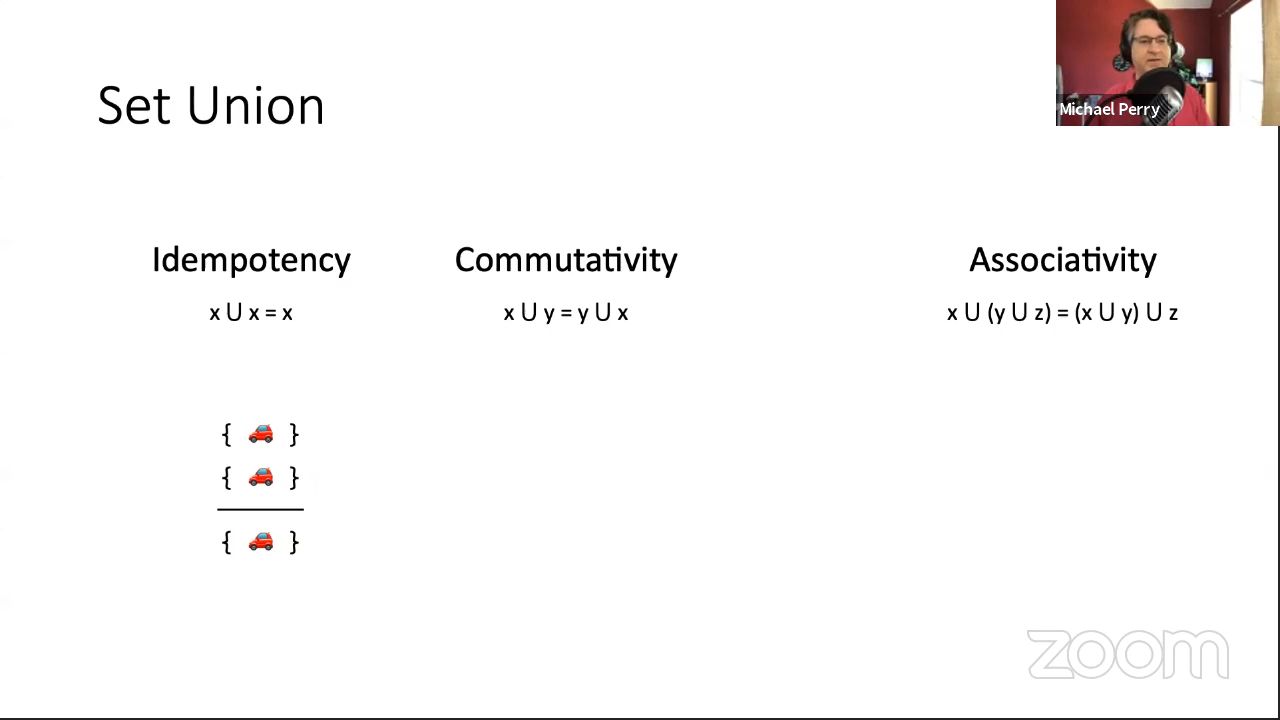 Set Union
Michael Perry
Idempotency
x ∪ x = x
Commutativity
x ∪ y = y ∪ x
Associativity
x ∪ (y ∪ z) = (x ∪ y) ∪ z
{ 🚗 }
{ 🚗 }
{ 🚗 }
zoom